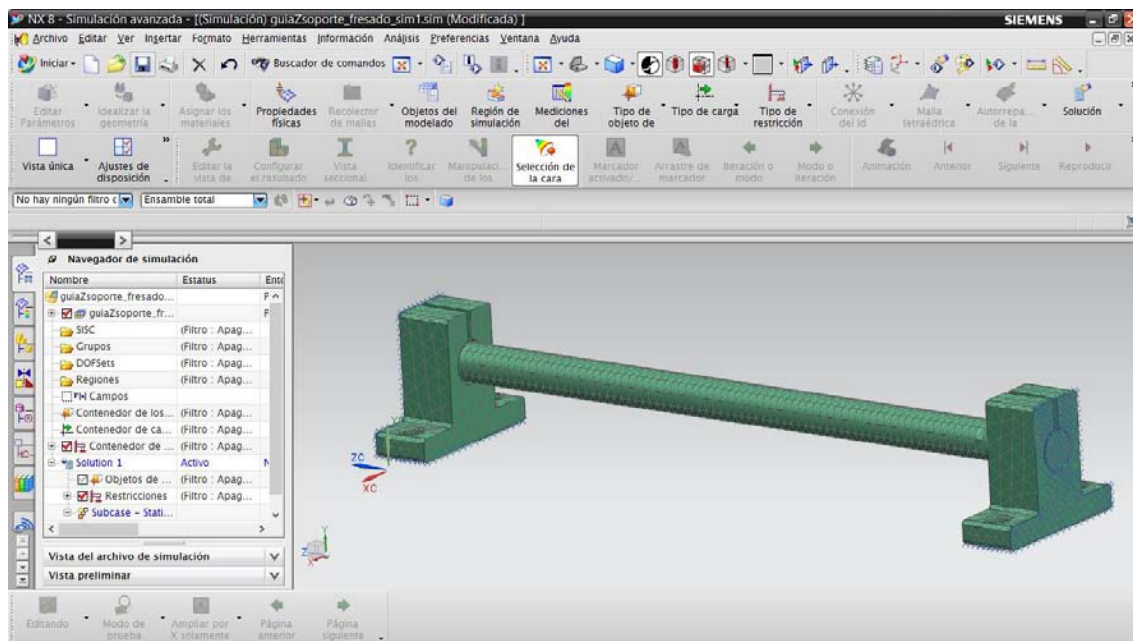 NX 8 - Simulación avanzada - [(Simulación) guiaZsoporte_fresado_sim1.sim (Modificada) ]
SIEMENS
Archivo Editar Ver Insertar Formato Herramientas Información Análisis Preferencias Ventana Ayuda
Iniciar
Buscador de comandos
Editar Parámetros
Idealizar la geometría
Asignar los materiales
Propiedades físicas
Recolector de mallas
Objetos del modelado
Región de simulación
Mediciones del
Tipo de objeto de
Tipo de carga
Tipo de restricción
Conexión del ld
Malla tetraédrica
Autorrepa... de la
Solución
Vista única
Ajustes de disposición
Editar la vista de
Configurar el resultado
Vista seccional
Identificar los
Manipulaci... de los
Selección de la cara
Marcador activado/...
Arrastre de marcador
Iteración o modo
Modo o iteración
Animación
Anterior
Siguiente
Reproducir
No hay ningún filtro c
Ensamble total
Navegador de simulación
Nombre Estatus Ento
guiaZsoporte_fresado... F
guiaZsoporte_fr... F
SISC (Filtro : Apag...
Grupos (Filtro : Apag...
DOFSets (Filtro : Apag...
Regiones (Filtro : Apag...
Campos
Contenedor de los... (Filtro : Apag...
Contenedor de ca... (Filtro : Apag...
Contenedor de ... (Filtro : Apag...
Solution 1 Activo N
Objetos de ... (Filtro : Apag...
Restricciones (Filtro : Apag...
Subcase - Stati...
Vista del archivo de simulación
Vista preliminar
ZC
XC
Y
Z
X
Editando
Modo de prueba
Ampliar por X solamente
Página anterior
Página siguiente